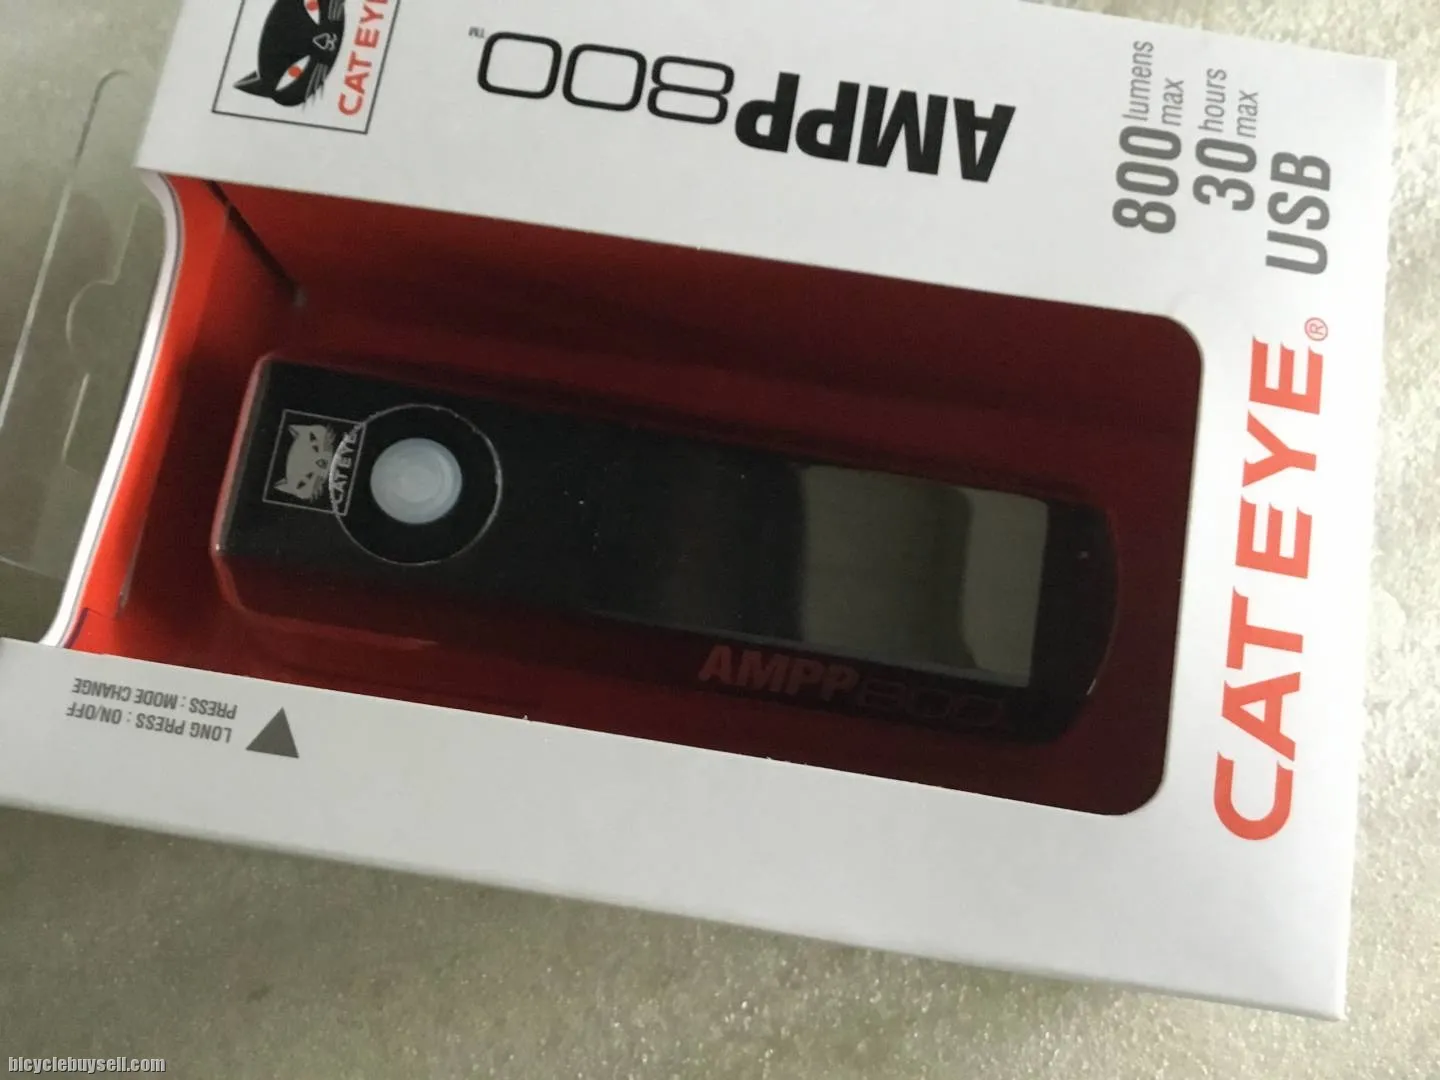 CATEYE
AMPP800™
800 lumens max
30 hours max
USB
CATEYE®
CATEYE
AMPP800
LONG PRESS : ON/OFF
PRESS : MODE CHANGE
bicyclebuysell.com